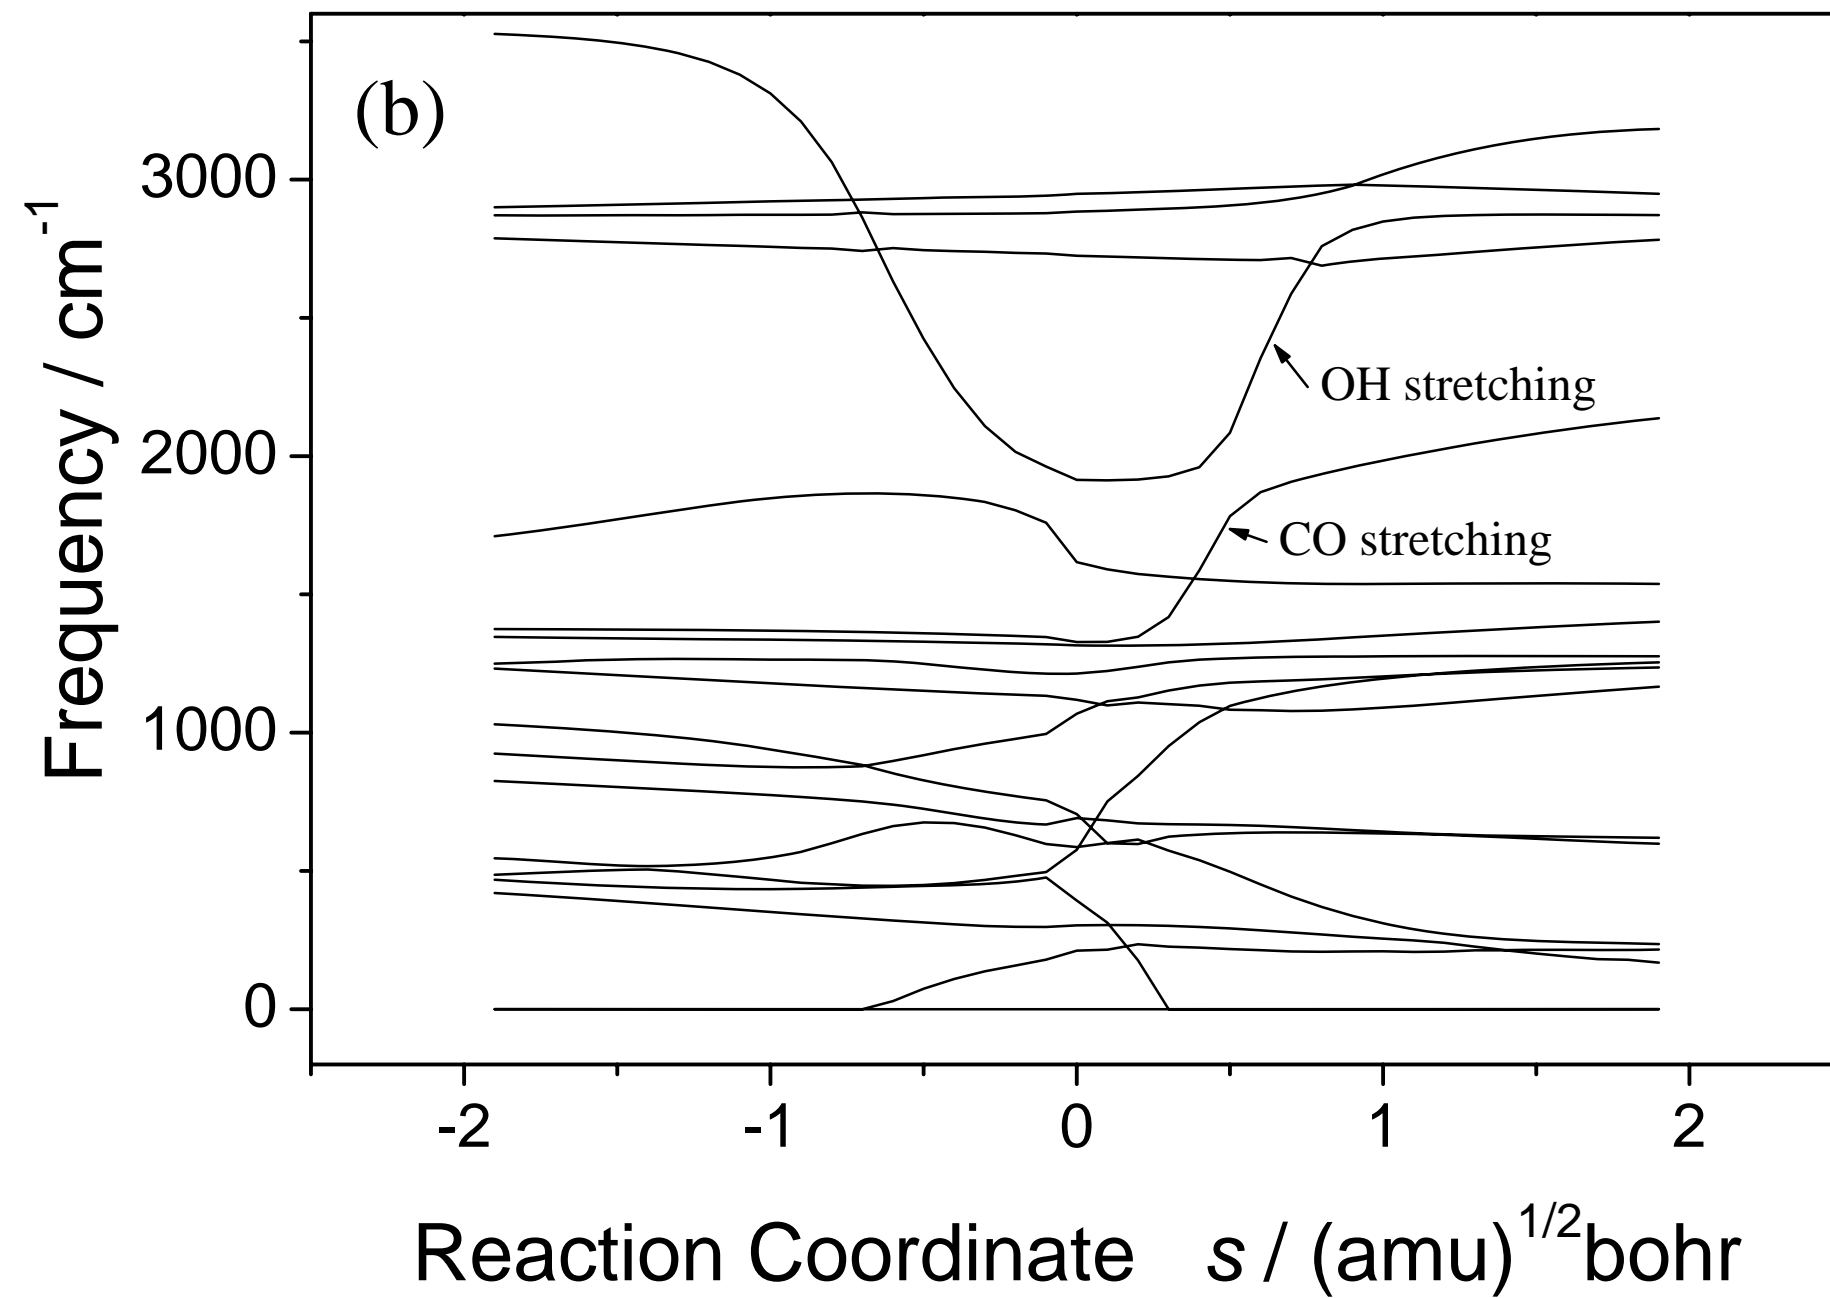 (b)
3000
2000
1000
0
Frequency / cm-1
OH stretching
CO stretching
-2 -1 0 1 2
Reaction Coordinate s / (amu)1/2bohr